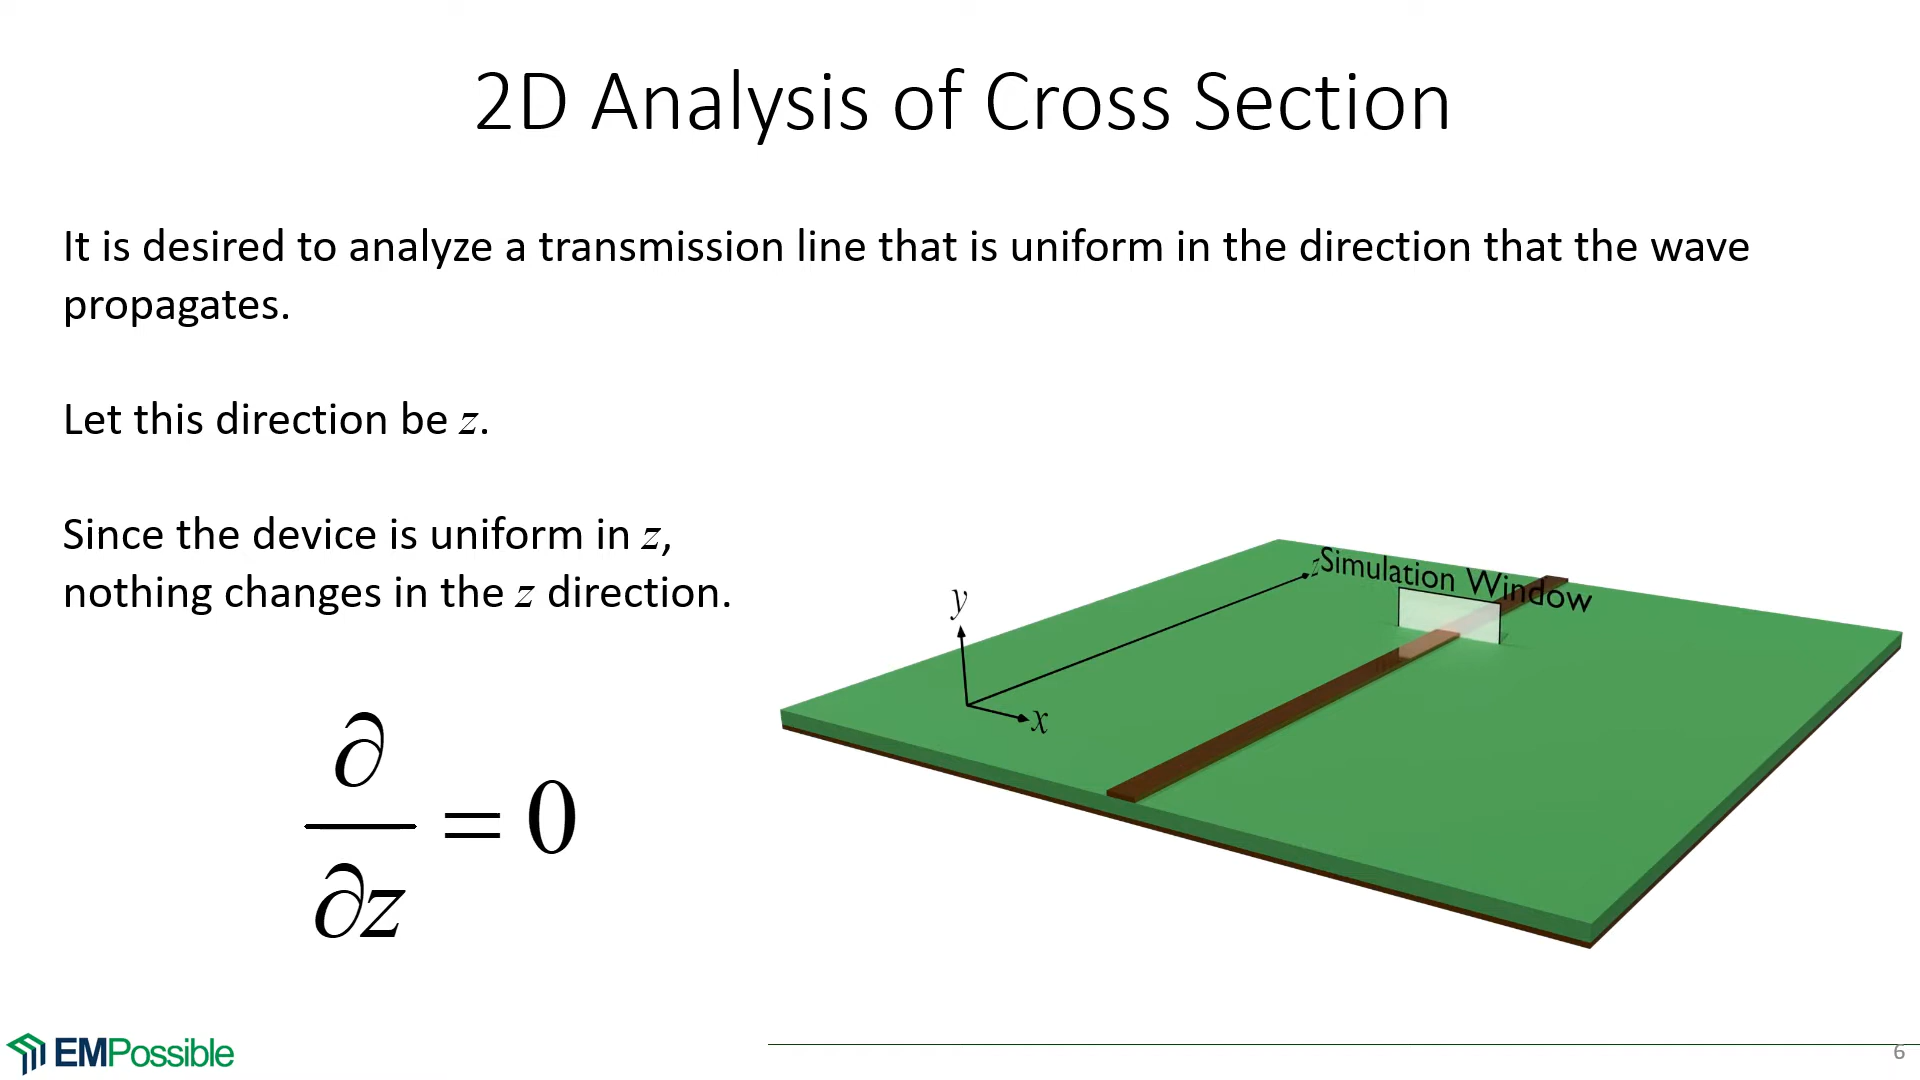 2D Analysis of Cross Section
It is desired to analyze a transmission line that is uniform in the direction that the wave
propagates.
Let this direction be z.
Since the device is uniform in z,
nothing changes in the z direction.
∂/∂z = 0
y
z
x
Simulation Window
EMPossible
6